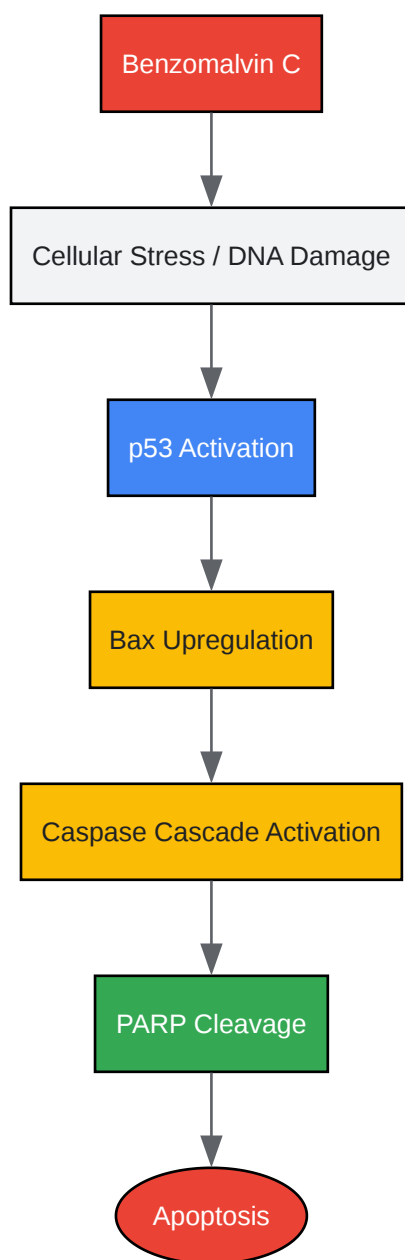 Benzomalvin C
Cellular Stress / DNA Damage
p53 Activation
Bax Upregulation
Caspase Cascade Activation
PARP Cleavage
Apoptosis